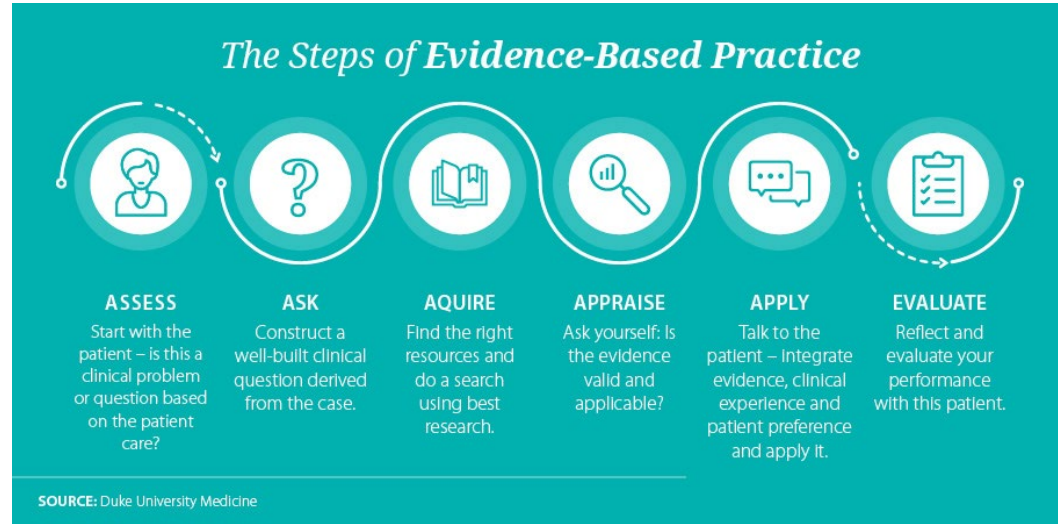 The Steps of Evidence-Based Practice
ASSESS
Start with the
patient – is this a
clinical problem
or question based
on the patient
care?
ASK
Construct a
well-built clinical
question derived
from the case.
AQUIRE
Find the right
resources and
do a search
using best
research.
APPRAISE
Ask yourself: Is
the evidence
valid and
applicable?
APPLY
Talk to the
patient – integrate
evidence, clinical
experience and
patient preference
and apply it.
EVALUATE
Reflect and
evaluate your
performance
with this patient.
SOURCE: Duke University Medicine